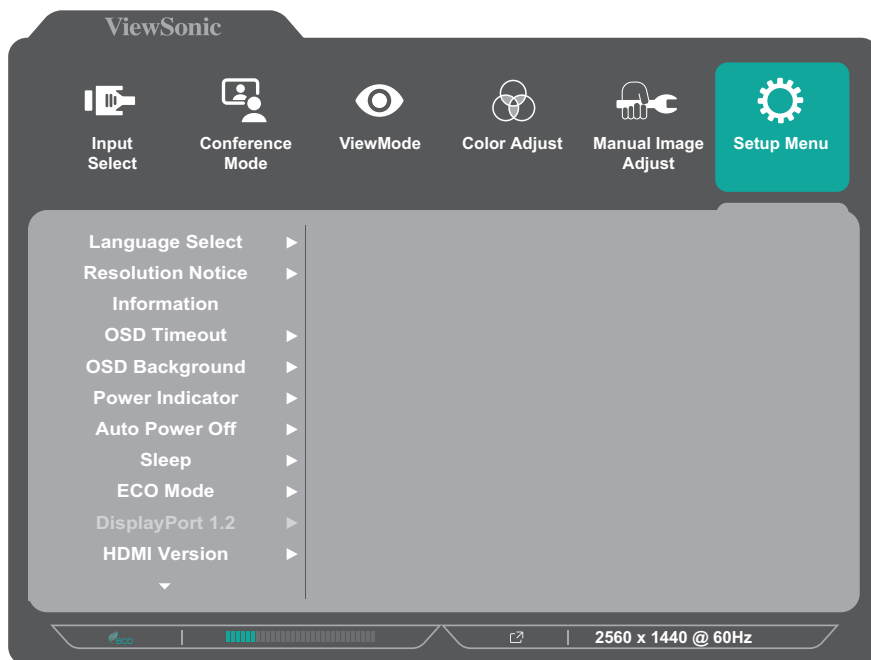 ViewSonic
Input
Select
Conference
Mode
ViewMode
Color Adjust
Manual Image
Adjust
Setup Menu
Language Select
Resolution Notice
Information
OSD Timeout
OSD Background
Power Indicator
Auto Power Off
Sleep
ECO Mode
DisplayPort 1.2
HDMI Version
eco
2560 x 1440 @ 60Hz